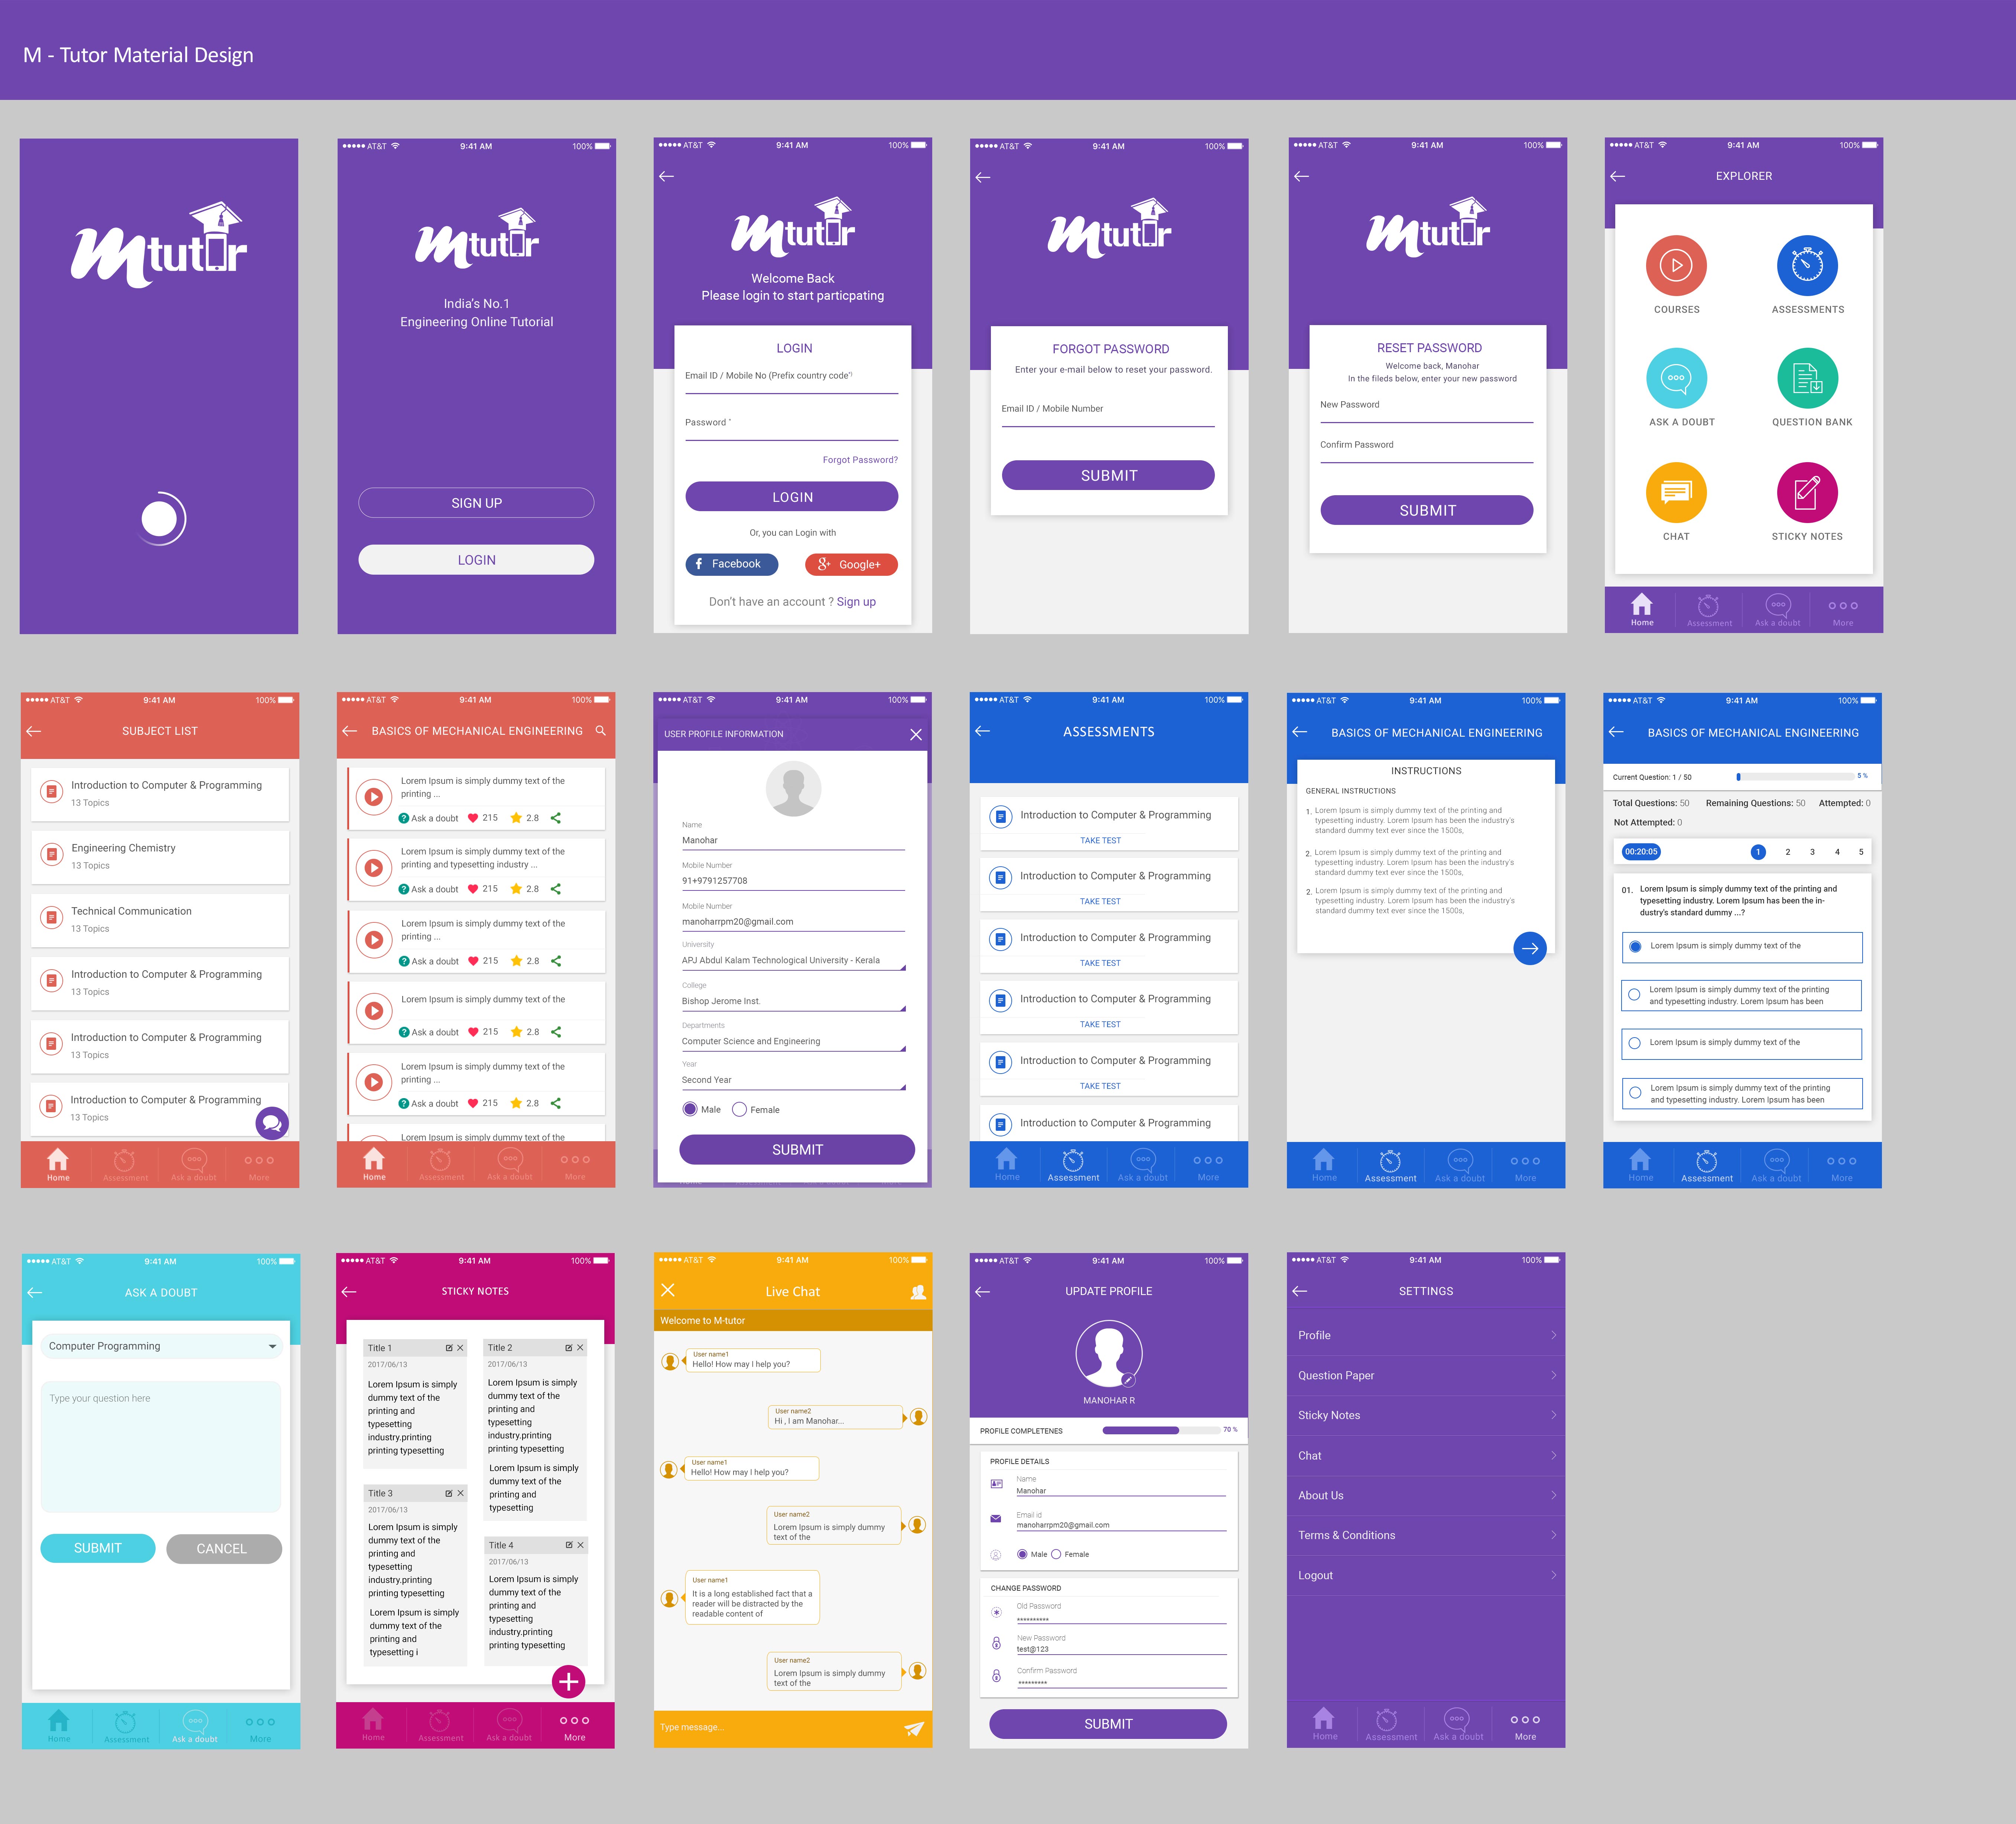 M - Tutor Material Design
Mtutor
AT&T 9:41 AM 100%
Mtutor
India's No.1
Engineering Online Tutorial
SIGN UP
LOGIN
AT&T 9:41 AM 100%
Mtutor
Welcome Back
Please login to start particpating
LOGIN
Email ID / Mobile No (Prefix country code*)
Password *
Forgot Password?
LOGIN
Or, you can Login with
f Facebook
g+ Google+
Don't have an account ? Sign up
AT&T 9:41 AM 100%
Mtutor
FORGOT PASSWORD
Enter your e-mail below to reset your password.
Email ID / Mobile Number
SUBMIT
AT&T 9:41 AM 100%
Mtutor
RESET PASSWORD
Welcome back, Manohar
In the fileds below, enter your new password
New Password
Confirm Password
SUBMIT
AT&T 9:41 AM 100%
EXPLORER
COURSES
ASSESSMENTS
ASK A DOUBT
QUESTION BANK
CHAT
STICKY NOTES
Home Assessment Ask a doubt More
AT&T 9:41 AM 100%
SUBJECT LIST
Introduction to Computer & Programming
13 Topics
Engineering Chemistry
13 Topics
Technical Communication
13 Topics
Introduction to Computer & Programming
13 Topics
Introduction to Computer & Programming
13 Topics
Introduction to Computer & Programming
13 Topics
Home Assessment Ask a doubt More
AT&T 9:41 AM 100%
BASICS OF MECHANICAL ENGINEERING
Lorem Ipsum is simply dummy text of the
printing ...
? Ask a doubt 215 2.8
Lorem Ipsum is simply dummy text of the
printing and typesetting industry ...
? Ask a doubt 215 2.8
Lorem Ipsum is simply dummy text of the
printing ...
? Ask a doubt 215 2.8
Lorem Ipsum is simply dummy text of the
? Ask a doubt 215 2.8
Lorem Ipsum is simply dummy text of the
printing ...
? Ask a doubt 215 2.8
Lorem Ipsum is simply dummy text of the
Home Assessment Ask a doubt More
AT&T 9:41 AM 100%
USER PROFILE INFORMATION
Name
Manohar
Mobile Number
91+9791257708
Mobile Number
manoharrpm20@gmail.com
University
APJ Abdul Kalam Technological University - Kerala
College
Bishop Jerome Inst.
Departments
Computer Science and Engineering
Year
Second Year
Male Female
SUBMIT
AT&T 9:41 AM 100%
ASSESSMENTS
Introduction to Computer & Programming
TAKE TEST
Introduction to Computer & Programming
TAKE TEST
Introduction to Computer & Programming
TAKE TEST
Introduction to Computer & Programming
TAKE TEST
Introduction to Computer & Programming
TAKE TEST
Introduction to Computer & Programming
Home Assessment Ask a doubt More
AT&T 9:41 AM 100%
BASICS OF MECHANICAL ENGINEERING
INSTRUCTIONS
GENERAL INSTRUCTIONS
1. Lorem Ipsum is simply dummy text of the printing and
typesetting industry. Lorem Ipsum has been the industry's
standard dummy text ever since the 1500s,
2. Lorem Ipsum is simply dummy text of the printing and
typesetting industry. Lorem Ipsum has been the industry's
standard dummy text ever since the 1500s,
2. Lorem Ipsum is simply dummy text of the printing and
typesetting industry. Lorem Ipsum has been the industry's
standard dummy text ever since the 1500s,
Home Assessment Ask a doubt More
AT&T 9:41 AM 100%
BASICS OF MECHANICAL ENGINEERING
Current Question: 1 / 50 5 %
Total Questions: 50 Remaining Questions: 50 Attempted: 0
Not Attempted: 0
00:20:05 1 2 3 4 5
01. Lorem Ipsum is simply dummy text of the printing and
typesetting industry. Lorem Ipsum has been the in-
dustry's standard dummy ...?
Lorem Ipsum is simply dummy text of the
Lorem Ipsum is simply dummy text of the printing
and typesetting industry. Lorem Ipsum has been
Lorem Ipsum is simply dummy text of the
Lorem Ipsum is simply dummy text of the printing
and typesetting industry. Lorem Ipsum has been
Home Assessment Ask a doubt More
AT&T 9:41 AM 100%
ASK A DOUBT
Computer Programming
Type your question here
SUBMIT CANCEL
Home Assessment Ask a doubt More
AT&T 9:41 AM 100%
STICKY NOTES
Title 1
2017/06/13
Lorem Ipsum is simply
dummy text of the
printing and
typesetting
industry.printing
printing typesetting
Title 2
2017/06/13
Lorem Ipsum is simply
dummy text of the
printing and
typesetting
industry.printing
printing typesetting
Lorem Ipsum is simply
dummy text of the
printing and
typesetting
Title 3
2017/06/13
Lorem Ipsum is simply
dummy text of the
printing and
typesetting
industry.printing
printing typesetting
Lorem Ipsum is simply
dummy text of the
printing and
typesetting i
Title 4
2017/06/13
Lorem Ipsum is simply
dummy text of the
printing and
typesetting
industry.printing
printing typesetting
Home Assessment Ask a doubt More
AT&T 9:41 AM 100%
Live Chat
Welcome to M-tutor
User name1
Hello! How may I help you?
User name2
Hi , I am Manohar...
User name1
Hello! How may I help you?
User name2
Lorem Ipsum is simply dummy
text of the
User name1
It is a long established fact that a
reader will be distracted by the
readable content of
User name2
Lorem Ipsum is simply dummy
text of the
Type message...
AT&T 9:41 AM 100%
UPDATE PROFILE
MANOHAR R
PROFILE COMPLETENES 70 %
PROFILE DETAILS
Name
Manohar
Email id
manoharrpm20@gmail.com
Male Female
CHANGE PASSWORD
Old Password
**********
New Password
test@123
Confirm Password
*********
SUBMIT
AT&T 9:41 AM 100%
SETTINGS
Profile
Question Paper
Sticky Notes
Chat
About Us
Terms & Conditions
Logout
Home Assessment Ask a doubt More